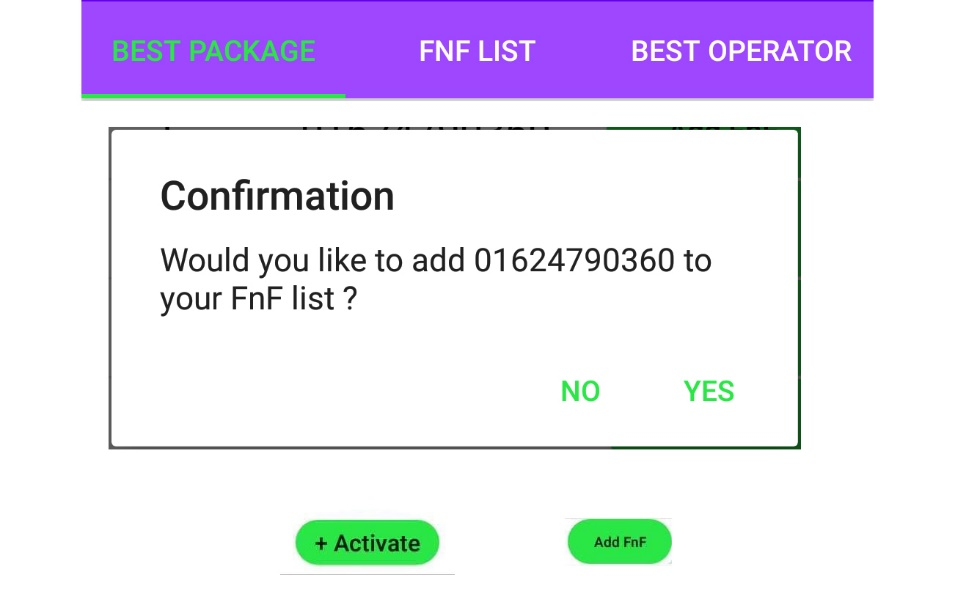 BEST PACKAGE FNF LIST BEST OPERATOR
Confirmation
Would you like to add 01624790360 to
your FnF list ?
NO YES
+ Activate Add FnF